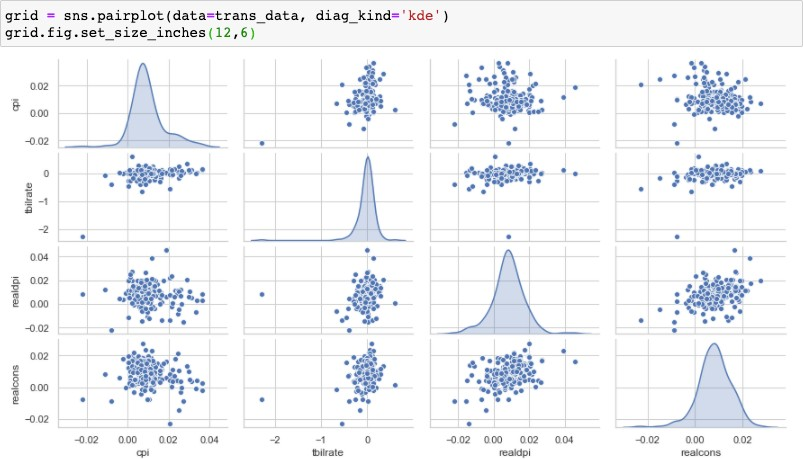 grid = sns.pairplot(data=trans_data, diag_kind='kde')
grid.fig.set_size_inches(12,6)
cpi
0.02
0.00
−0.02
tbilrate
0
−1
−2
realdpi
0.04
0.02
0.00
−0.02
realcons
0.02
0.00
−0.02
−0.02 0.00 0.02 0.04
cpi
−2 −1 0
tbilrate
−0.02 0.00 0.02 0.04
realdpi
−0.02 0.00 0.02
realcons